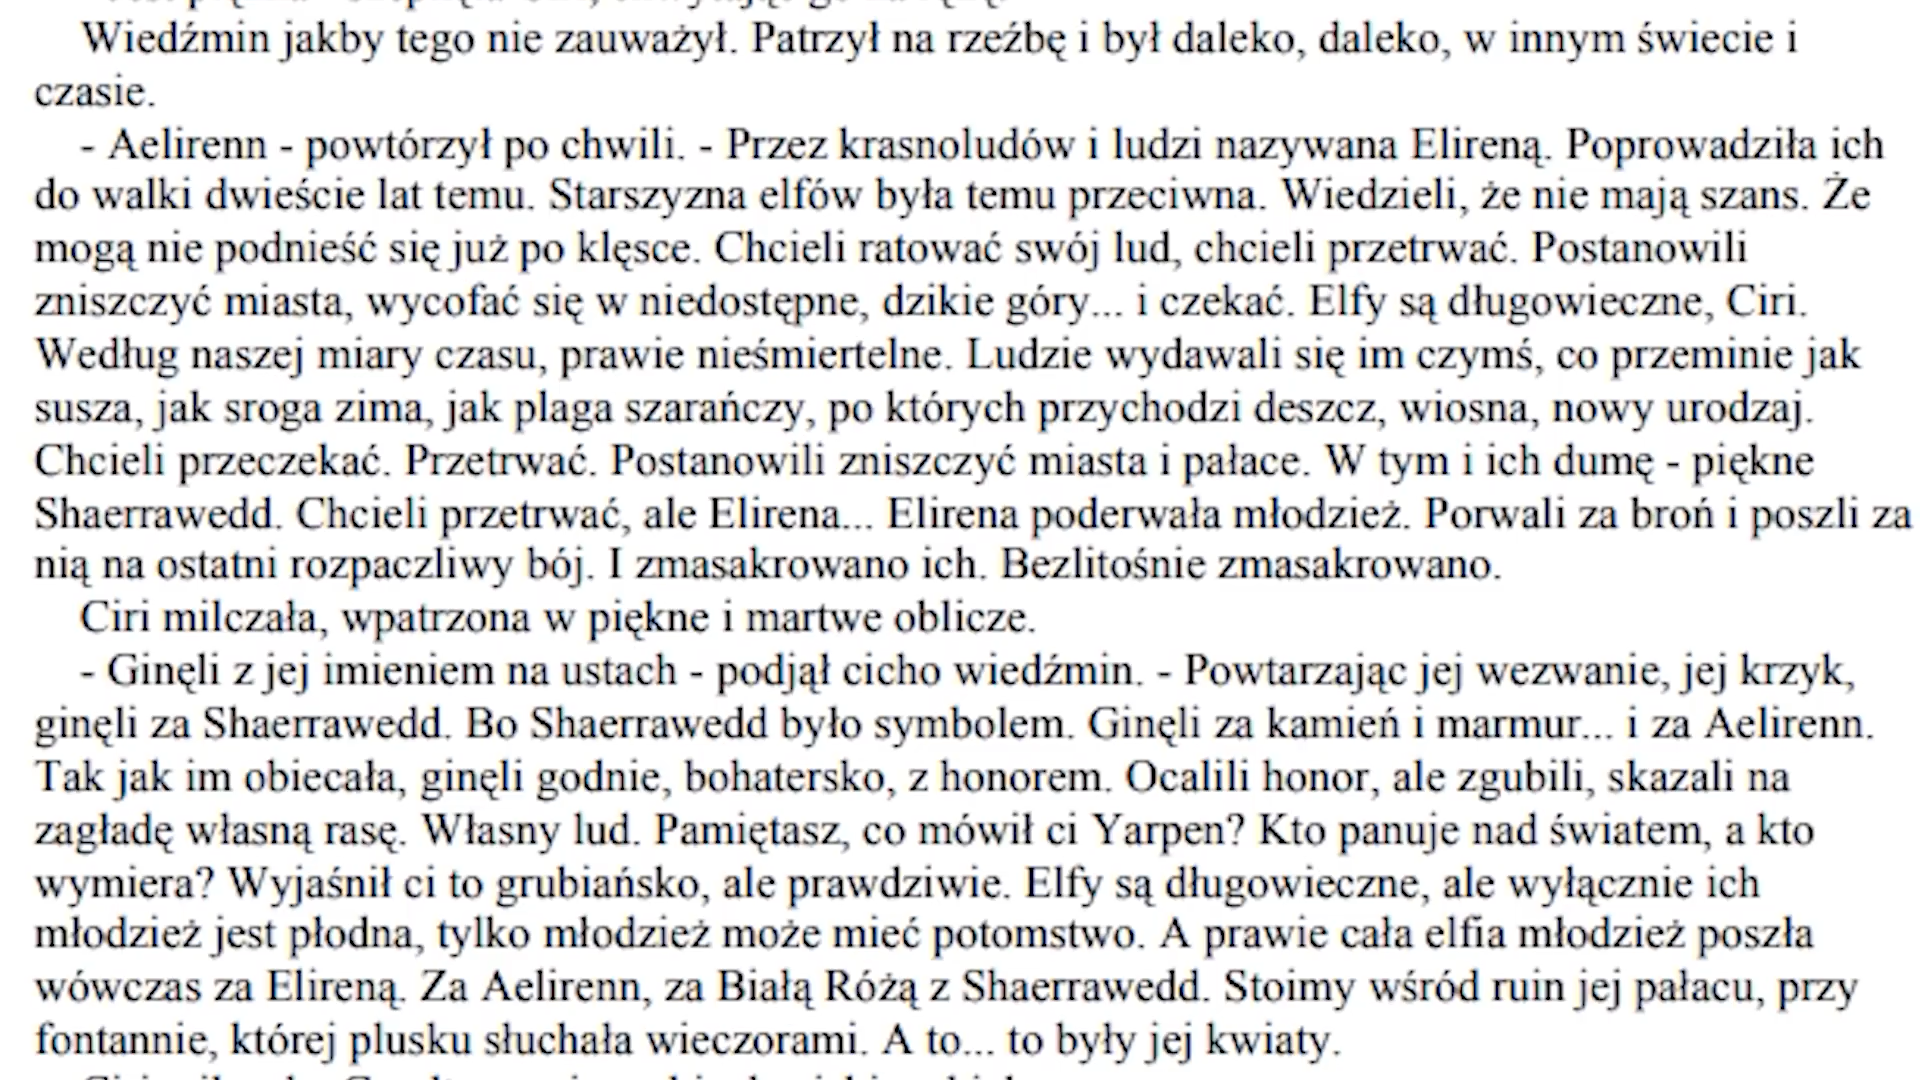 Wiedźmin jakby tego nie zauważył. Patrzył na rzeźbę i był daleko, daleko, w innym świecie i
czasie.
- Aelirenn - powtórzył po chwili. - Przez krasnoludów i ludzi nazywana Elireną. Poprowadziła ich
do walki dwieście lat temu. Starszyzna elfów była temu przeciwna. Wiedzieli, że nie mają szans. Że
mogą nie podnieść się już po klęsce. Chcieli ratować swój lud, chcieli przetrwać. Postanowili
zniszczyć miasta, wycofać się w niedostępne, dzikie góry... i czekać. Elfy są długowieczne, Ciri.
Według naszej miary czasu, prawie nieśmiertelne. Ludzie wydawali się im czymś, co przeminie jak
susza, jak sroga zima, jak plaga szarańczy, po których przychodzi deszcz, wiosna, nowy urodzaj.
Chcieli przeczekać. Przetrwać. Postanowili zniszczyć miasta i pałace. W tym i ich dumę - piękne
Shaerrawedd. Chcieli przetrwać, ale Elirena... Elirena poderwała młodzież. Porwali za broń i poszli za
nią na ostatni rozpaczliwy bój. I zmasakrowano ich. Bezlitośnie zmasakrowano.
Ciri milczała, wpatrzona w piękne i martwe oblicze.
- Ginęli z jej imieniem na ustach - podjął cicho wiedźmin. - Powtarzając jej wezwanie, jej krzyk,
ginęli za Shaerrawedd. Bo Shaerrawedd było symbolem. Ginęli za kamień i marmur... i za Aelirenn.
Tak jak im obiecała, ginęli godnie, bohatersko, z honorem. Ocalili honor, ale zgubili, skazali na
zagładę własną rasę. Własny lud. Pamiętasz, co mówił ci Yarpen? Kto panuje nad światem, a kto
wymiera? Wyjaśnił ci to grubiańsko, ale prawdziwie. Elfy są długowieczne, ale wyłącznie ich
młodzież jest płodna, tylko młodzież może mieć potomstwo. A prawie cała elfia młodzież poszła
wówczas za Elireną. Za Aelirenn, za Białą Różą z Shaerrawedd. Stoimy wśród ruin jej pałacu, przy
fontannie, której plusku słuchała wieczorami. A to... to były jej kwiaty.